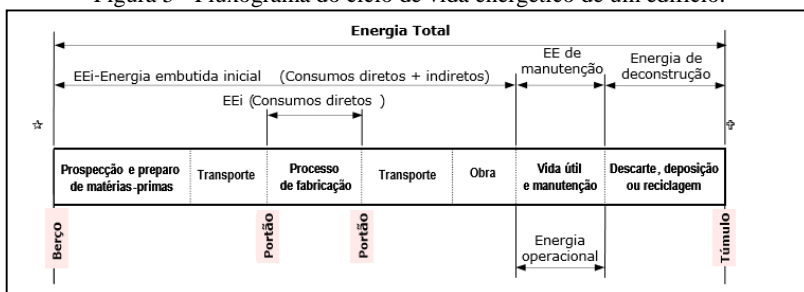 Figura 3 - Fluxograma do ciclo de vida energético de um edifício.
Energia Total
EEi-Energia embutida inicial (Consumos diretos + indiretos)
EE de
manutenção
Energia de
deconstrução
EEi (Consumos diretos )
Prospecção e preparo
de matérias-primas
Transporte
Processo
de fabricação
Transporte
Obra
Vida útil
e manutenção
Descarte, deposição
ou reciclagem
Berço
Portão
Portão
Energia
operacional
Túmulo